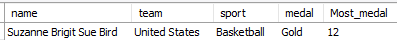 name team sport medal Most_medal
Suzanne Brigit Sue Bird United States Basketball Gold 12